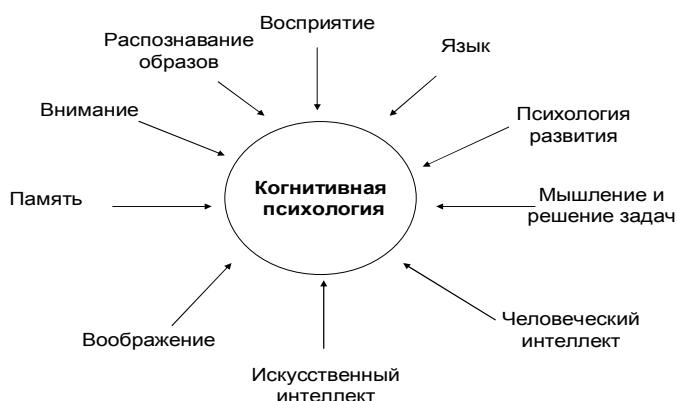 Восприятие
Распознавание
образов
Язык
Внимание
Психология
развития
Когнитивная
психология
Память
Мышление и
решение задач
Воображение
Человеческий
интеллект
Искусственный
интеллект